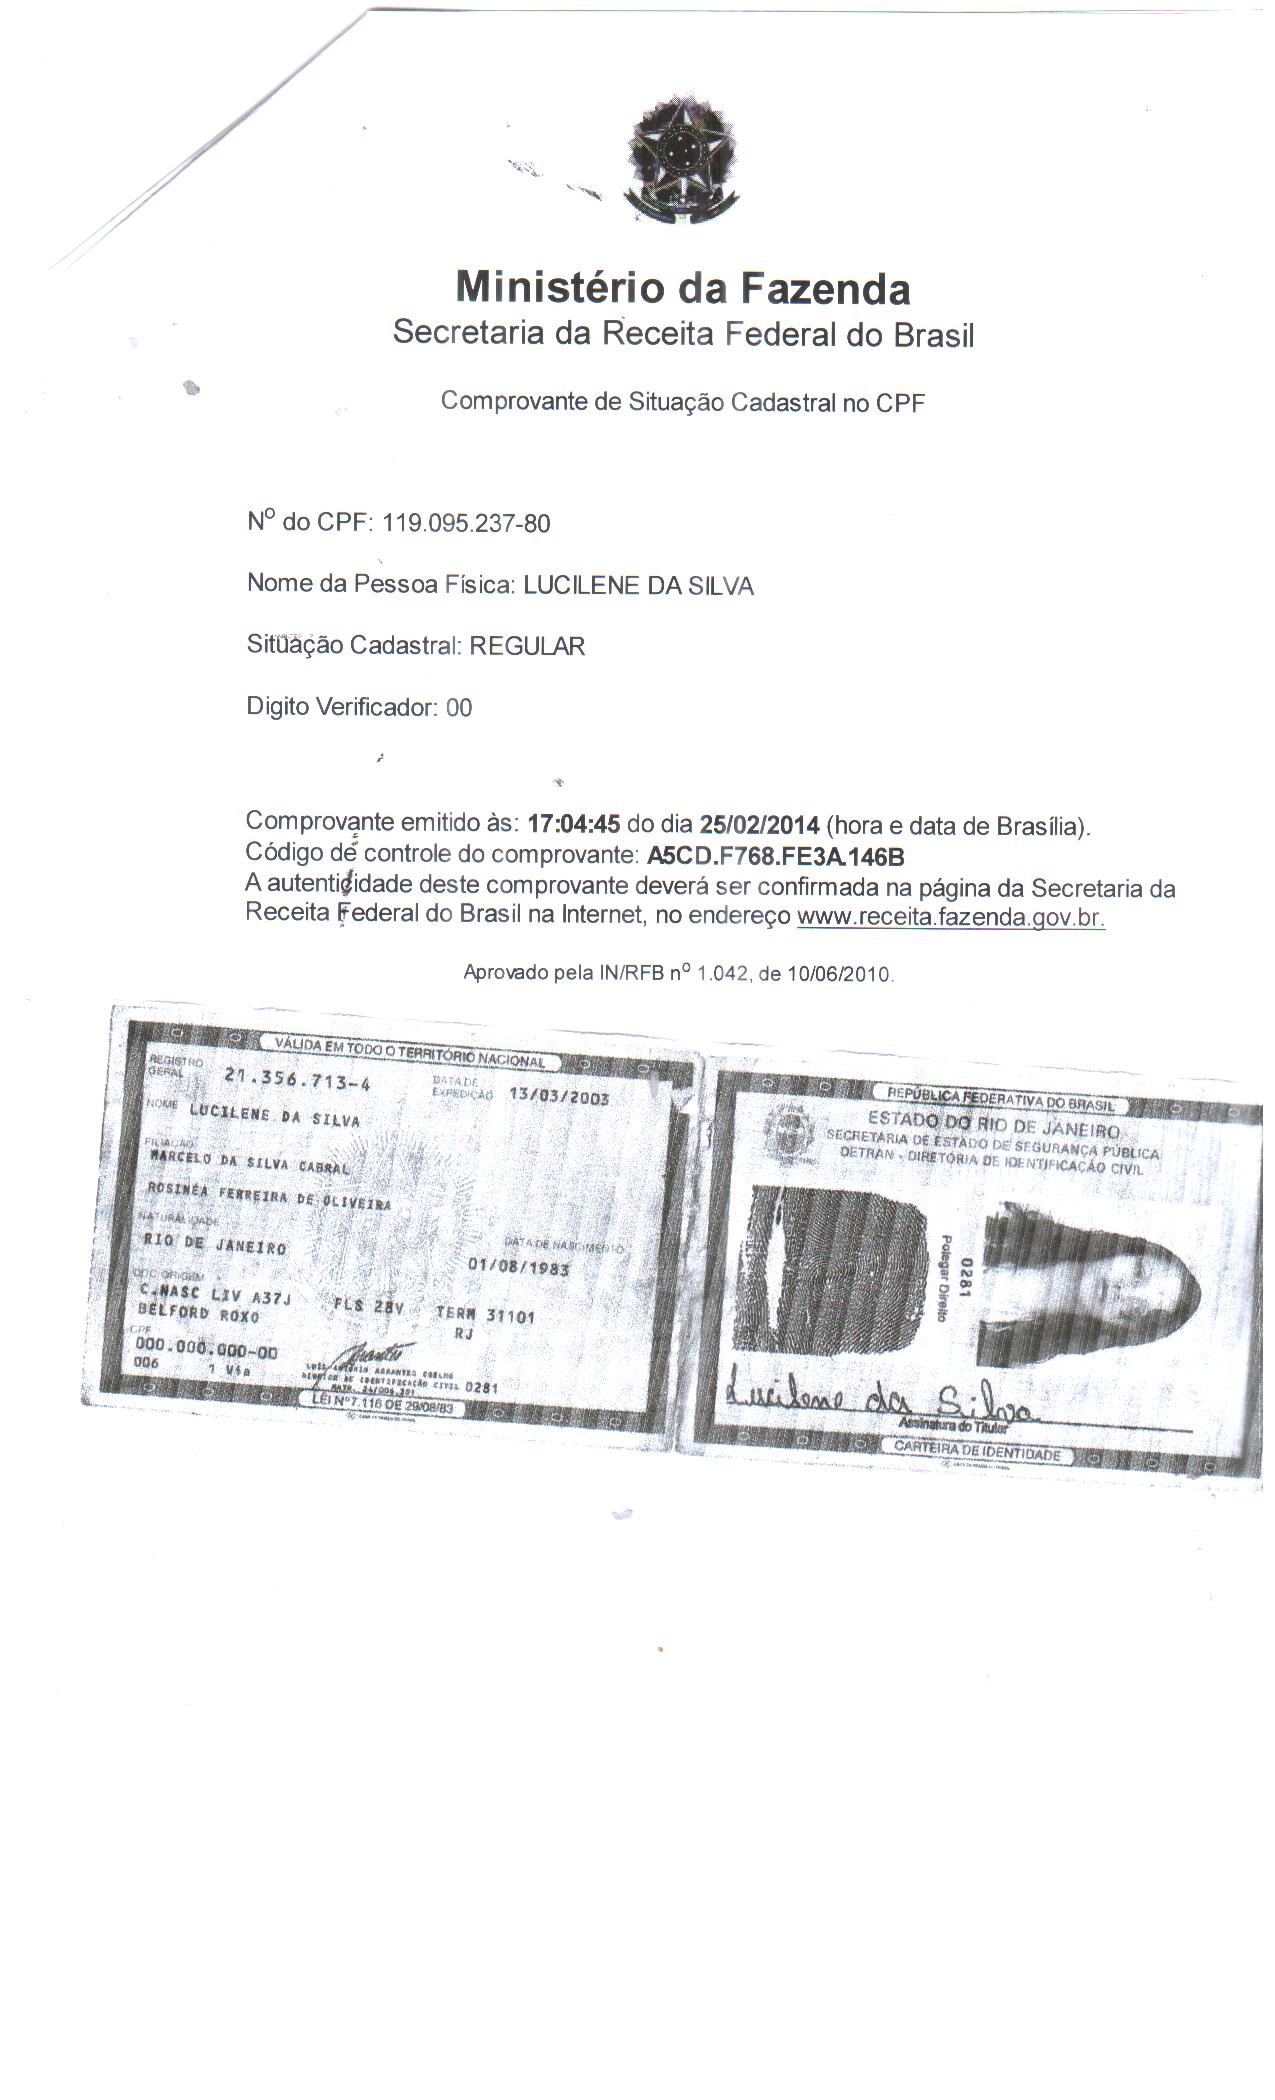 Ministério da Fazenda
Secretaria da Receita Federal do Brasil
Comprovante de Situação Cadastral no CPF
Nº do CPF: 119.095.237-80
Nome da Pessoa Física: LUCILENE DA SILVA
Situação Cadastral: REGULAR
Digito Verificador: 00
Comprovante emitido às: 17:04:45 do dia 25/02/2014 (hora e data de Brasília).
Código de controle do comprovante: A5CD.F768.FE3A.146B
A autenticidade deste comprovante deverá ser confirmada na página da Secretaria da
Receita Federal do Brasil na Internet, no endereço www.receita.fazenda.gov.br.
Aprovado pela IN/RFB nº 1.042, de 10/06/2010.
VÁLIDA EM TODO O TERRITÓRIO NACIONAL
REGISTRO GERAL 21.356.713-4 DATA DE EXPEDIÇÃO 13/03/2003
NOME LUCILENE DA SILVA
FILIAÇÃO
MARCELO DA SILVA CABRAL
ROSINEA FERREIRA DE OLIVEIRA
NATURALIDADE DATA DE NASCIMENTO
RIO DE JANEIRO 01/08/1983
DOC ORIGEM
C.NASC LIV A37J FLS 28V TERM 31101
BELFORD ROXO RJ
CPF
000.000.000-00
006 1 Via
0281
LEI Nº 7.116 DE 29/08/83
REPÚBLICA FEDERATIVA DO BRASIL
ESTADO DO RIO DE JANEIRO
SECRETARIA DE ESTADO DE SEGURANÇA PÚBLICA
DETRAN - DIRETORIA DE IDENTIFICAÇÃO CIVIL
0281
Polegar Direito
Lucilene da Silva
Assinatura do Titular
CARTEIRA DE IDENTIDADE